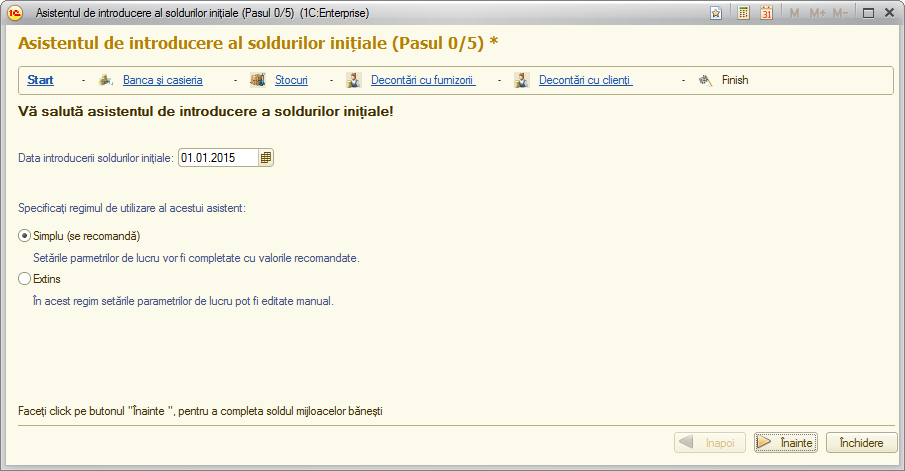 Asistentul de introducere al soldurilor inițiale (Pasul 0/5) (1C:Enterprise)
M M+ M-
Asistentul de introducere al soldurilor inițiale (Pasul 0/5) *
Start - Banca și casieria - Stocuri - Decontări cu furnizorii - Decontări cu clienți - Finish
Vă salută asistentul de introducere a soldurilor inițiale!
Data introducerii soldurilor inițiale: 01.01.2015
Specificați regimul de utilizare al acestui asistent:
Simplu (se recomandă)
Setările parmetrilor de lucru vor fi completate cu valorile recomandate.
Extins
În acest regim setările parametrilor de lucru pot fi editate manual.
Faceți click pe butonul "Înainte ", pentru a completa soldul mijloacelor bănești
Inapoi Înainte Închidere